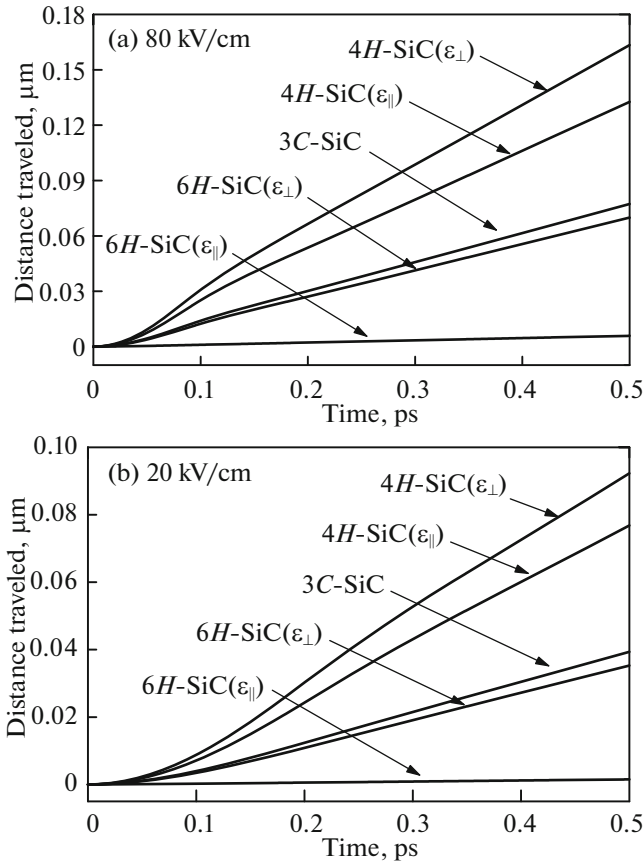 0.18
(a) 80 kV/cm
4H-SiC(ε⊥)
0.15
4H-SiC(ε||)
0.12
3C-SiC
0.09
6H-SiC(ε⊥)
0.06
6H-SiC(ε||)
0.03
0
Distance traveled, µm
0 0.1 0.2 0.3 0.4 0.5
Time, ps
0.10
(b) 20 kV/cm
4H-SiC(ε⊥)
0.08
4H-SiC(ε||)
0.06
3C-SiC
0.04
6H-SiC(ε⊥)
6H-SiC(ε||)
0.02
0
Distance traveled, µm
0 0.1 0.2 0.3 0.4 0.5
Time, ps